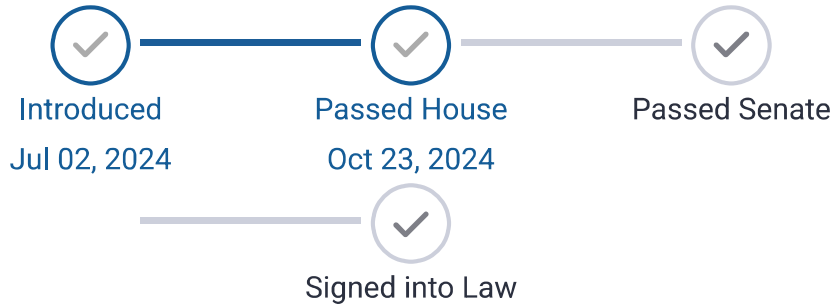 Introduced
Passed House
Passed Senate
Jul 02, 2024
Oct 23, 2024
Signed into Law